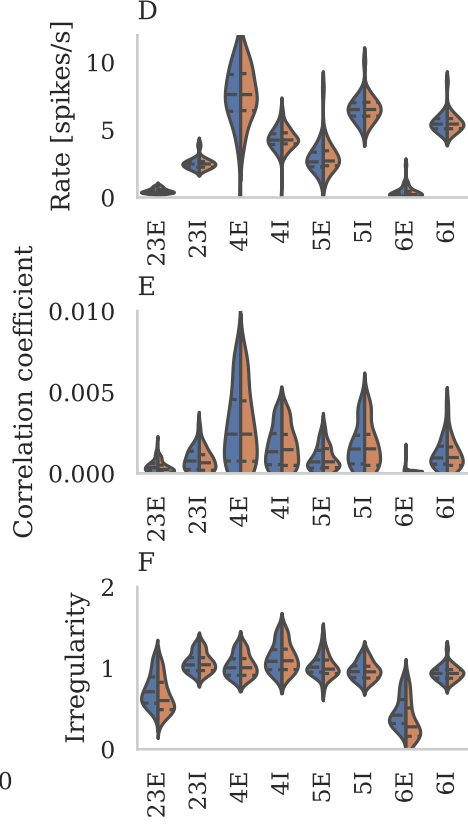 D
Rate [spikes/s]
10
5
0
23E 23I 4E 4I 5E 5I 6E 6I
E
Correlation coefficient
0.010
0.005
0.000
23E 23I 4E 4I 5E 5I 6E 6I
F
Irregularity
2
1
0
23E 23I 4E 4I 5E 5I 6E 6I
0